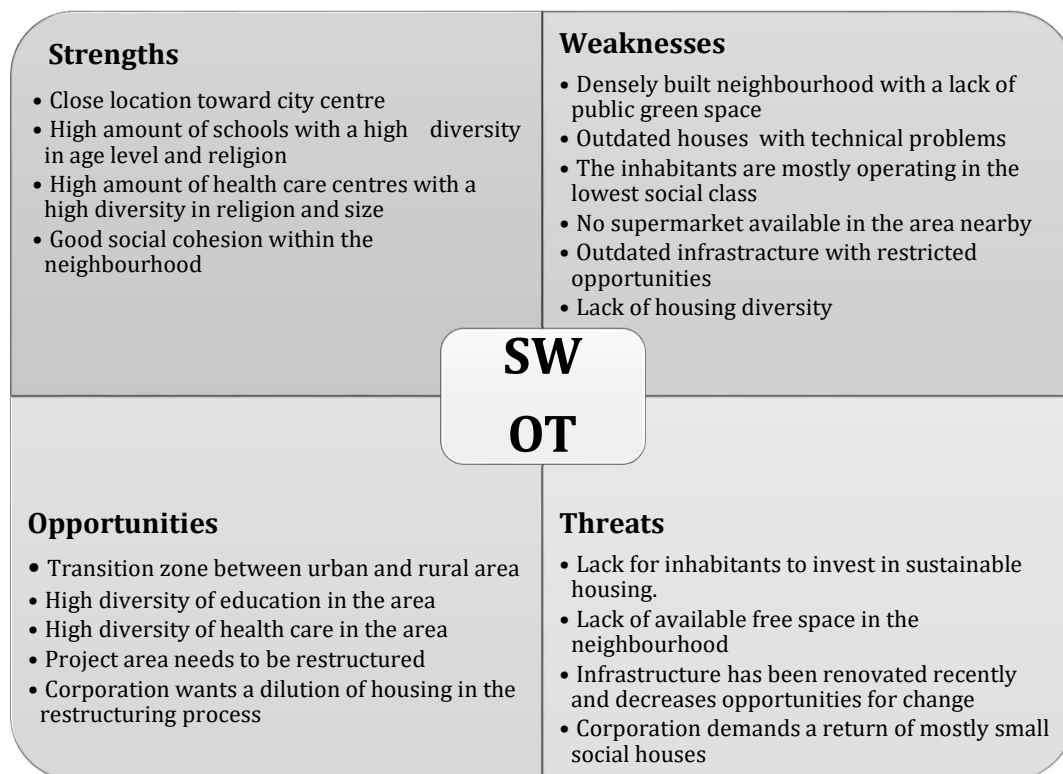 Strengths
• Close location toward city centre
• High amount of schools with a high diversity
in age level and religion
• High amount of health care centres with a
high diversity in religion and size
• Good social cohesion within the
neighbourhood
Weaknesses
• Densely built neighbourhood with a lack of
public green space
• Outdated houses with technical problems
• The inhabitants are mostly operating in the
lowest social class
• No supermarket available in the area nearby
• Outdated infrastracture with restricted
opportunities
• Lack of housing diversity
SW
OT
Opportunities
• Transition zone between urban and rural area
• High diversity of education in the area
• High diversity of health care in the area
• Project area needs to be restructured
• Corporation wants a dilution of housing in the
restructuring process
Threats
• Lack for inhabitants to invest in sustainable
housing.
• Lack of available free space in the
neighbourhood
• Infrastructure has been renovated recently
and decreases opportunities for change
• Corporation demands a return of mostly small
social houses